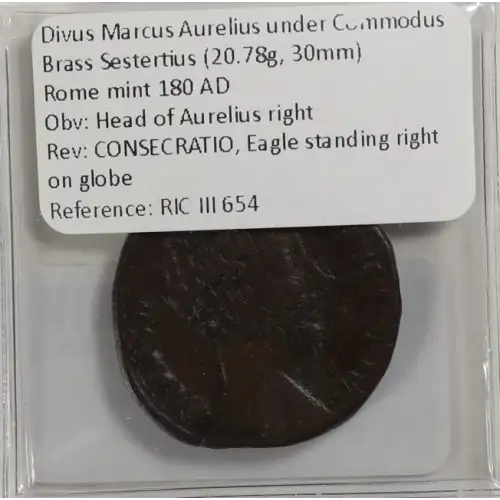 Divus Marcus Aurelius under Commodus
Brass Sestertius (20.78g, 30mm)
Rome mint 180 AD
Obv: Head of Aurelius right
Rev: CONSECRATIO, Eagle standing right
on globe
Reference: RIC III 654